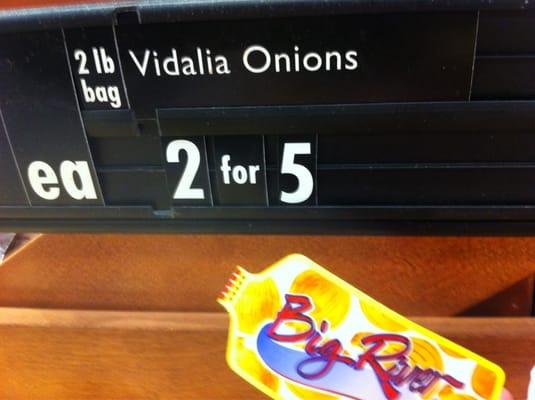 2 lb bag Vidalia Onions
ea 2 for 5
Big River